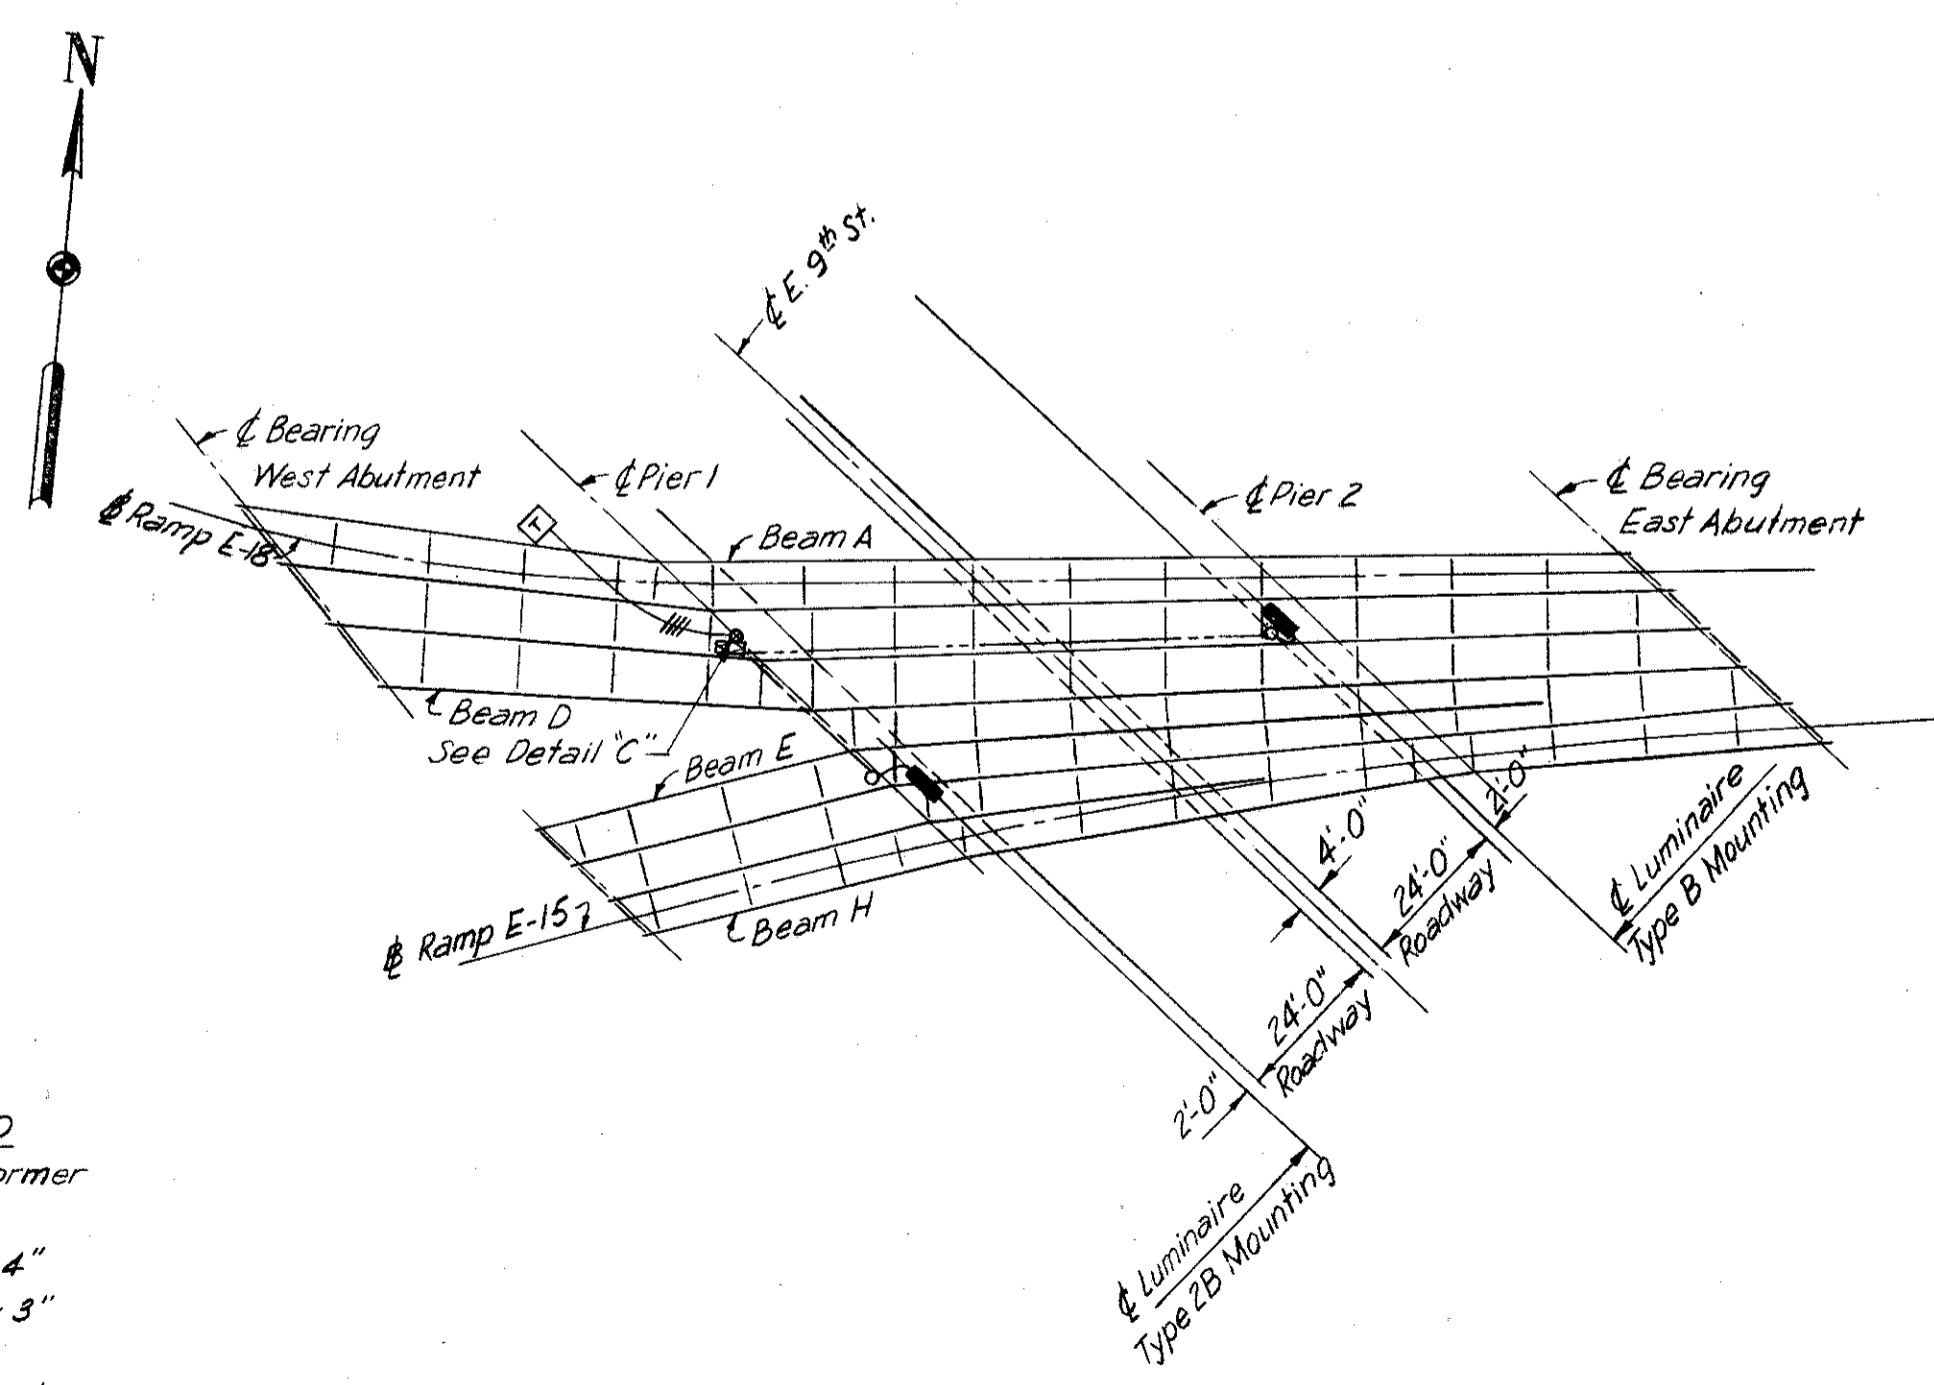 N
℄ E. 9th St.
℄ Bearing
West Abutment
℄ Pier 1
℄ Pier 2
℄ Bearing
East Abutment
Ramp E-18
T
Beam A
Beam D
See Detail "C"
Beam E
Ramp E-15
Beam H
2'-0"
4'-0"
24'-0"
Roadway
℄ Luminaire
Type B Mounting
24'-0"
Roadway
2'-0"
℄ Luminaire
Type 2B Mounting
4"
3"